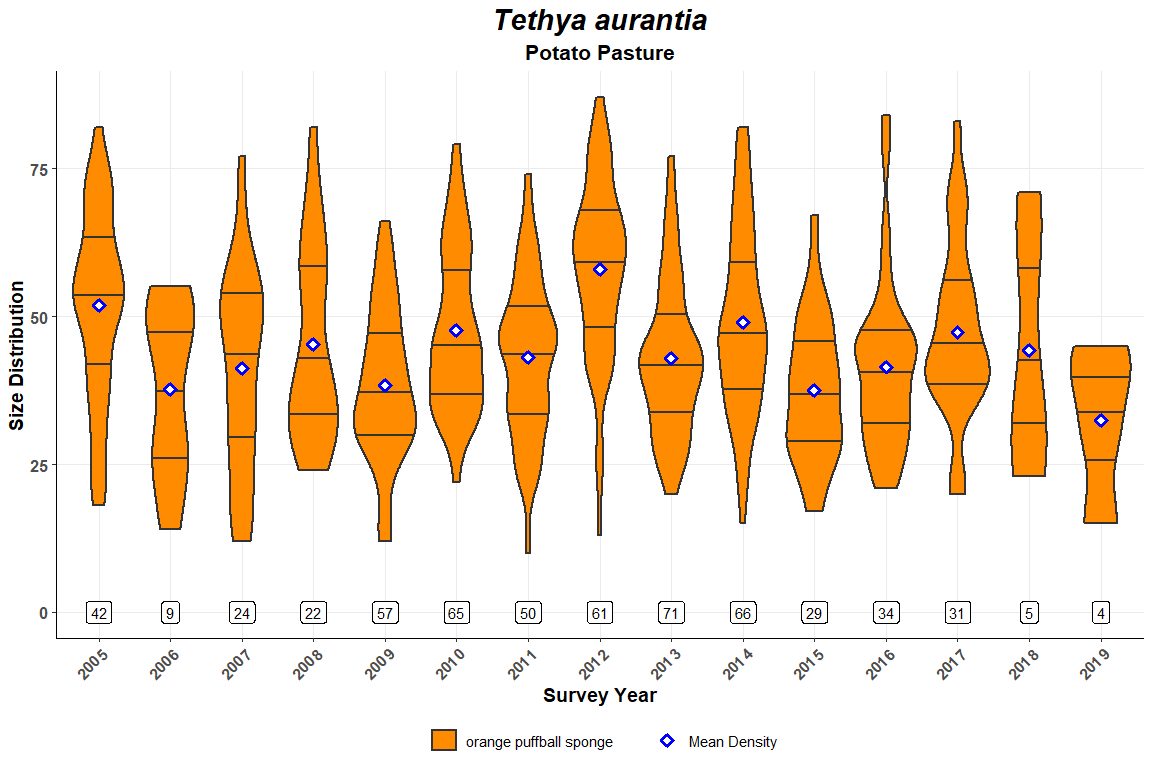 Tethya aurantia
Potato Pasture
Size Distribution
75
50
25
0
42 9 24 22 57 65 50 61 71 66 29 34 31 5 4
2005 2006 2007 2008 2009 2010 2011 2012 2013 2014 2015 2016 2017 2018 2019
Survey Year
orange puffball sponge Mean Density